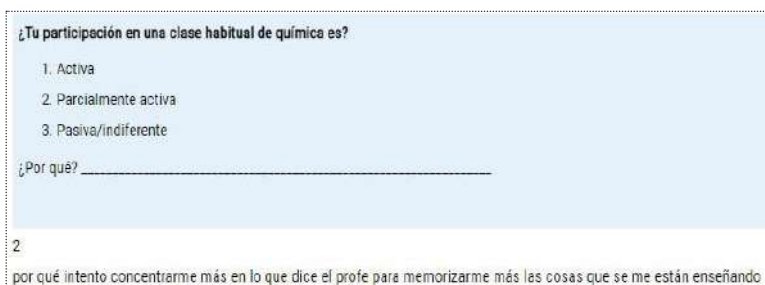 ¿Tu participación en una clase habitual de química es?
1. Activa
2. Parcialmente activa
3. Pasiva/indiferente
¿Por qué? ____________________
2
por qué intento concentrarme más en lo que dice el profe para memorizarme más las cosas que se me están enseñando